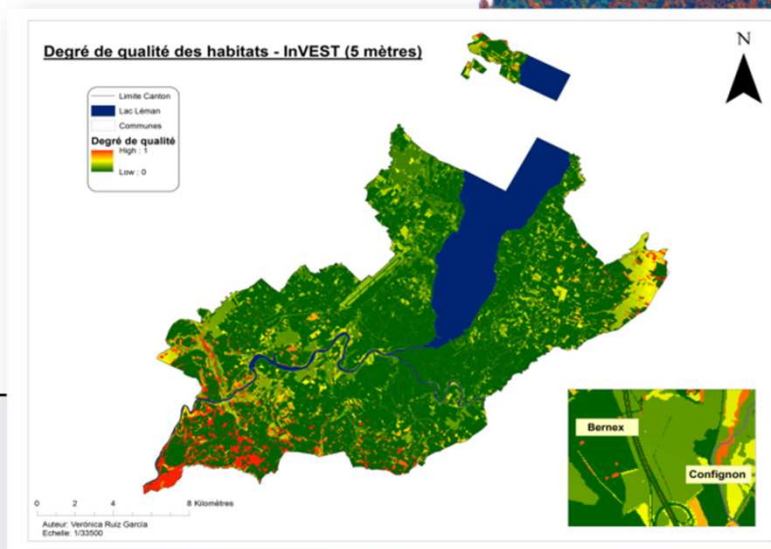 Degré de qualité des habitats - InVEST (5 mètres)
N
Limite Canton
Lac Léman
Communes
Degré de qualité
High : 1
Low : 0
Bernex
Confignon
0 2 4 8 Kilomètres
Auteur: Verónica Ruiz García
Echelle: 1/33500